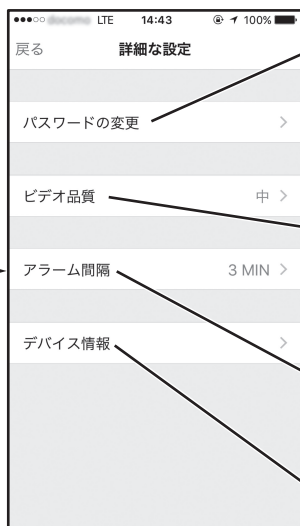 LTE 14:43 100%
戻る 詳細な設定
パスワードの変更
ビデオ品質 中
アラーム間隔 3 MIN
デバイス情報